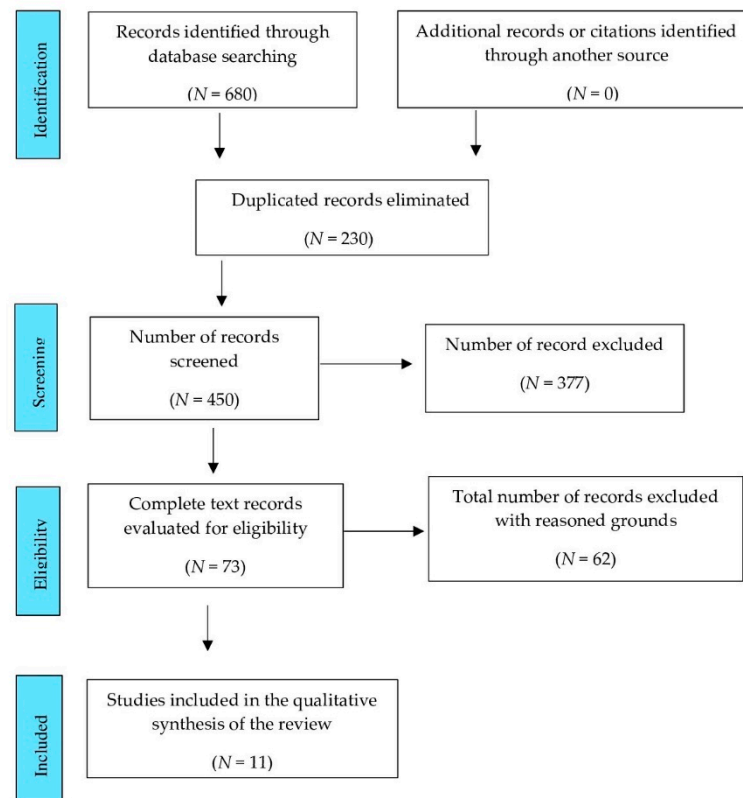 Identification
Records identified through
database searching
(N = 680)
Additional records or citations identified
through another source
(N = 0)
Duplicated records eliminated
(N = 230)
Screening
Number of records
screened
(N = 450)
Number of record excluded
(N = 377)
Eligibility
Complete text records
evaluated for eligibility
(N = 73)
Total number of records excluded
with reasoned grounds
(N = 62)
Included
Studies included in the qualitative
synthesis of the review
(N = 11)